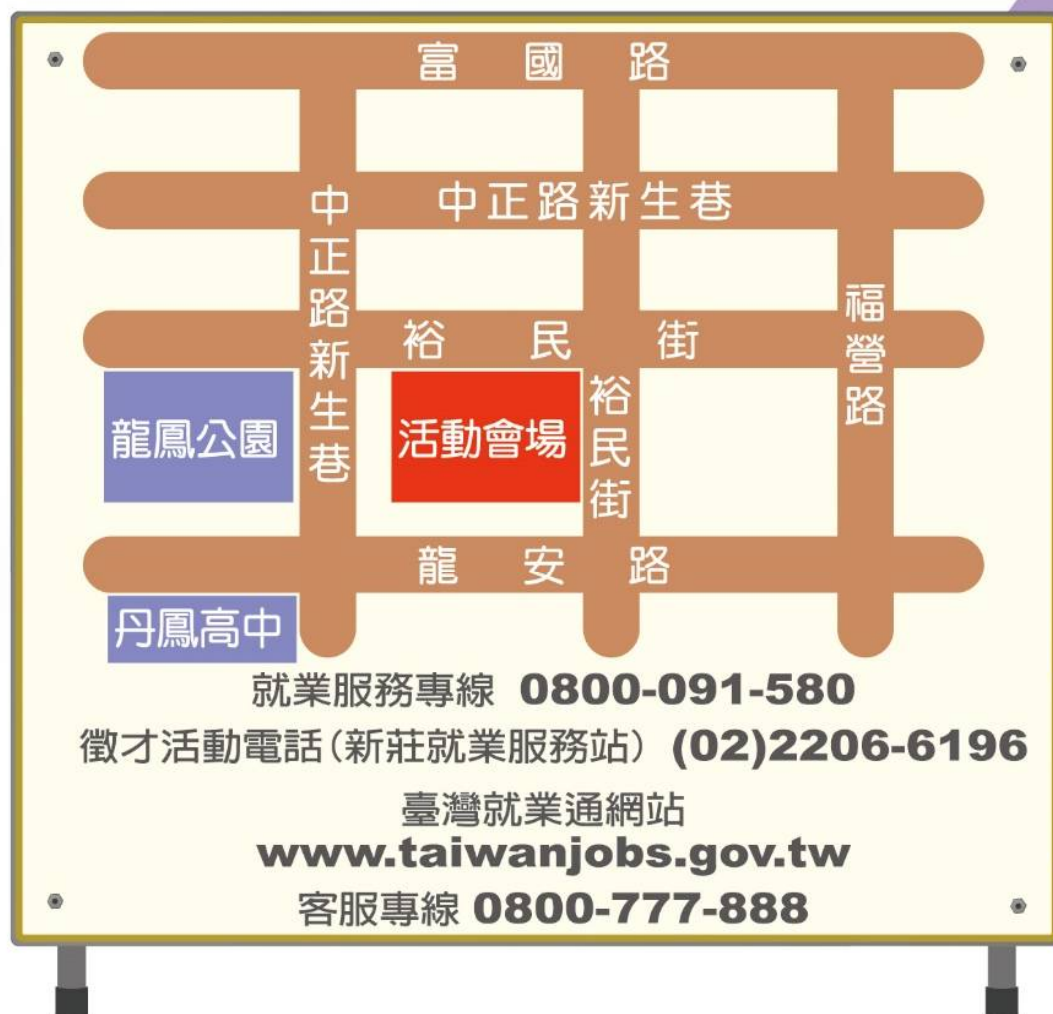 富國路
中正路新生巷
中正路新生巷
福營路
裕民街
裕民街
龍鳳公園
活動會場
龍安路
丹鳳高中
就業服務專線 0800-091-580
徵才活動電話(新莊就業服務站) (02)2206-6196
臺灣就業通網站
www.taiwanjobs.gov.tw
客服專線 0800-777-888